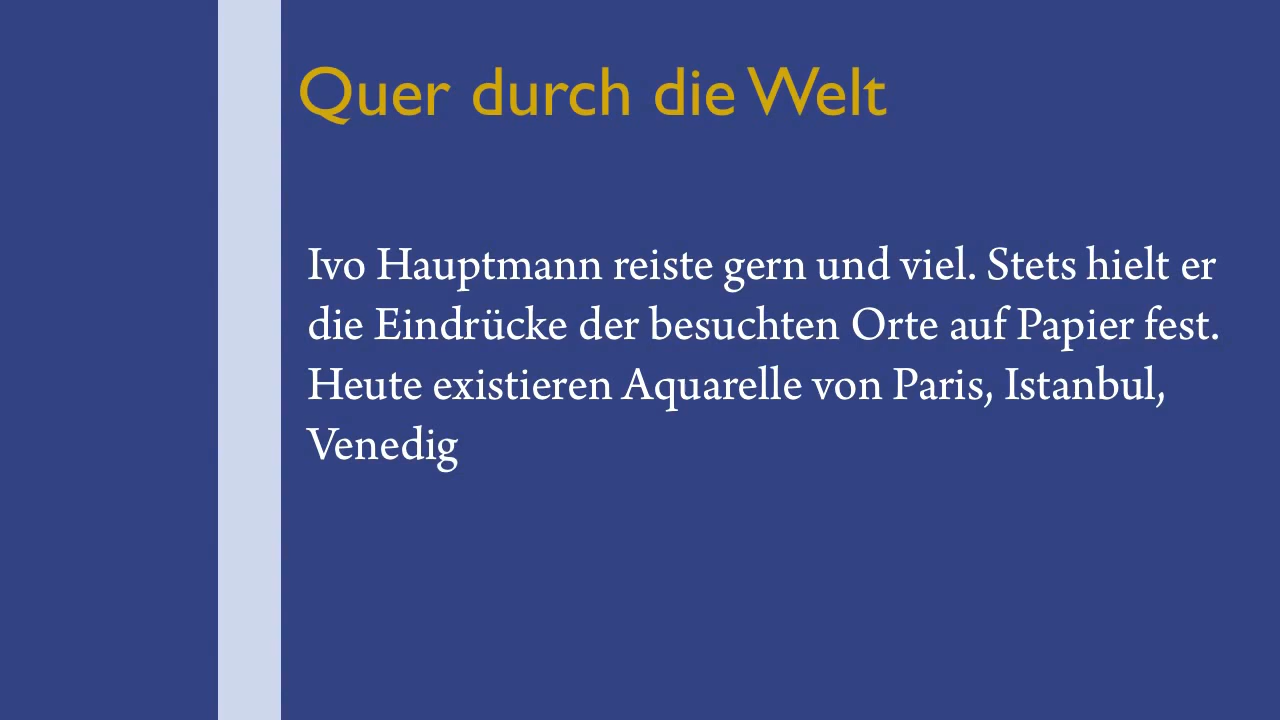 Quer durch die Welt
Ivo Hauptmann reiste gern und viel. Stets hielt er
die Eindrücke der besuchten Orte auf Papier fest.
Heute existieren Aquarelle von Paris, Istanbul,
Venedig